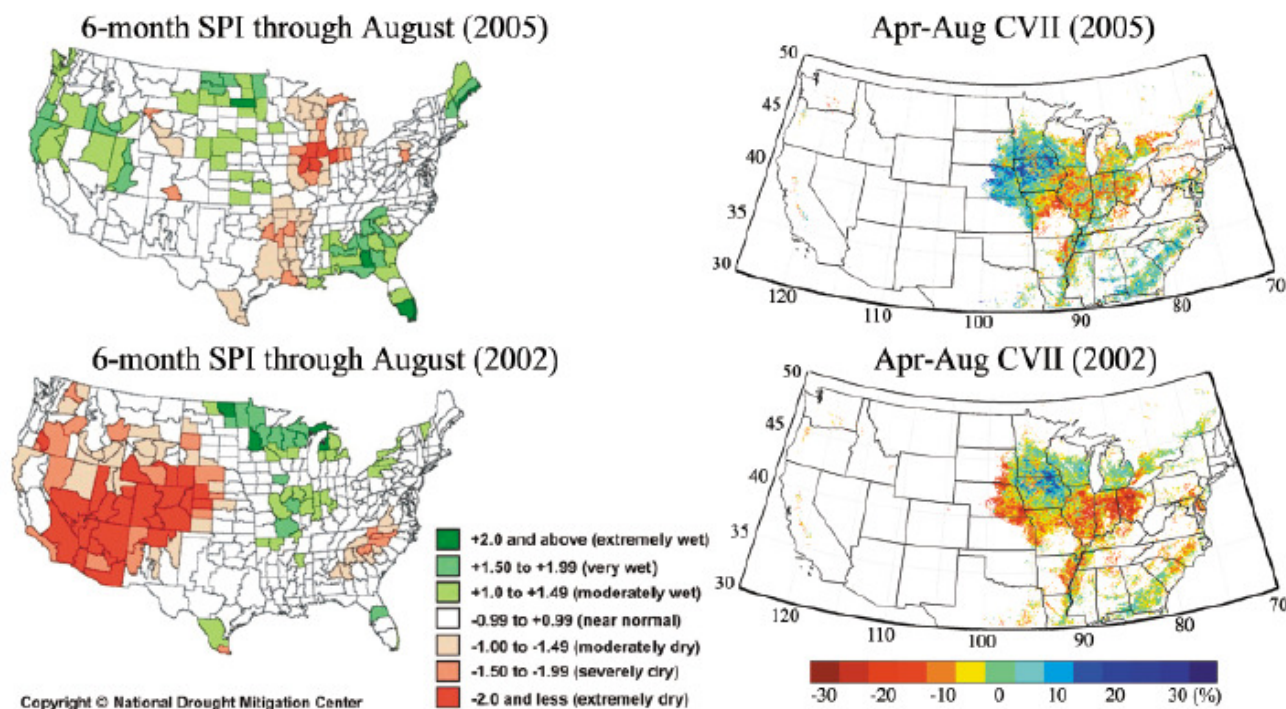 6-month SPI through August (2005)
Apr-Aug CVII (2005)
50
45
40
35
30
120
110
100
90
80
70
6-month SPI through August (2002)
Apr-Aug CVII (2002)
50
45
40
35
30
120
110
100
90
80
70
+2.0 and above (extremely wet)
+1.50 to +1.99 (very wet)
+1.0 to +1.49 (moderately wet)
-0.99 to +0.99 (near normal)
-1.00 to -1.49 (moderately dry)
-1.50 to -1.99 (severely dry)
-2.0 and less (extremely dry)
-30 -20 -10 0 10 20 30 (%)
Copyright © National Drought Mitigation Center